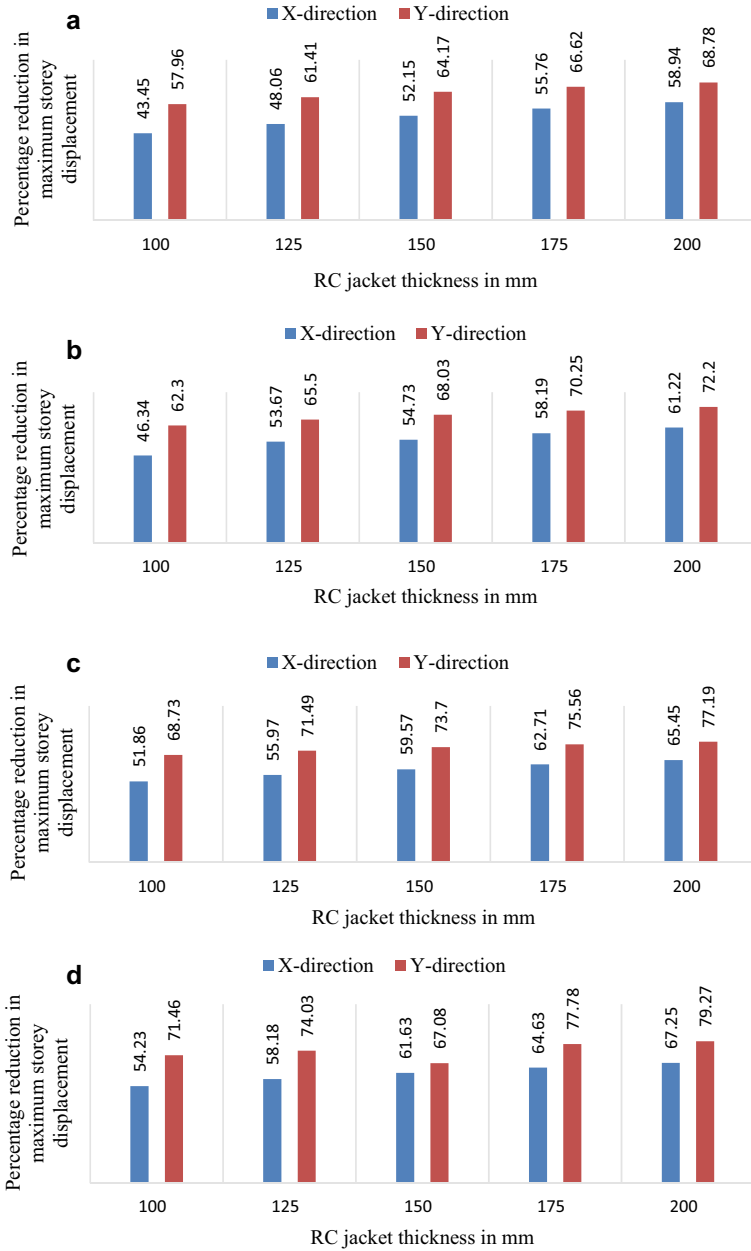 a
X-direction Y-direction
Percentage reduction in
maximum storey
displacement
43.45 57.96 48.06 61.41 52.15 64.17 55.76 66.62 58.94 68.78
100 125 150 175 200
RC jacket thickness in mm
b
X-direction Y-direction
Percentage reduction in
maximum storey
displacement
46.34 62.3 53.67 65.5 54.73 68.03 58.19 70.25 61.22 72.2
100 125 150 175 200
RC jacket thickness in mm
c
X-direction Y-direction
Percentage reduction in
maximum storey
displacement
51.86 68.73 55.97 71.49 59.57 73.7 62.71 75.56 65.45 77.19
100 125 150 175 200
RC jacket thickness in mm
d
X-direction Y-direction
Percentage reduction in
maximum storey
displacement
54.23 71.46 58.18 74.03 61.63 67.08 64.63 77.78 67.25 79.27
100 125 150 175 200
RC jacket thickness in mm